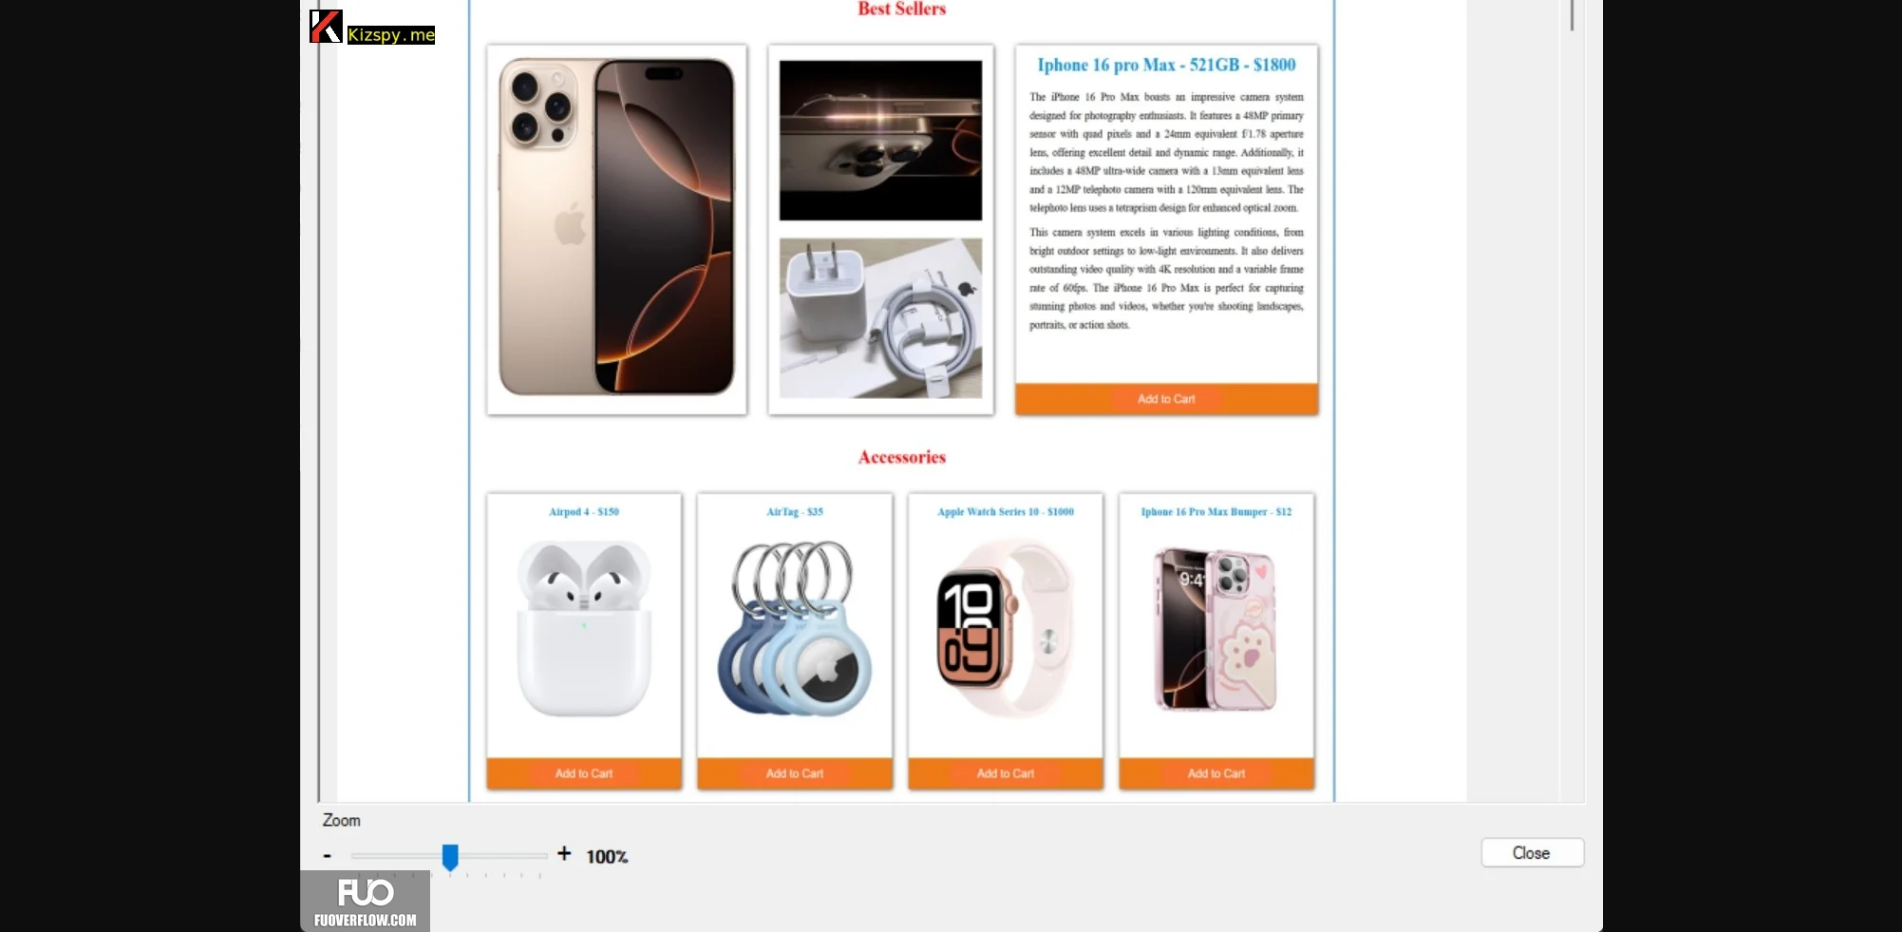 Kizspy.me
Best Sellers
Iphone 16 pro Max - 521GB - $1800
The iPhone 16 Pro Max boasts an impressive camera system
designed for photography enthusiasts. It features a 48MP primary
sensor with quad pixels and a 24mm equivalent f/1.78 aperture
lens, offering excellent detail and dynamic range. Additionally, it
includes a 48MP ultra-wide camera with a 13mm equivalent lens
and a 12MP telephoto camera with a 120mm equivalent lens. The
telephoto lens uses a tetraprism design for enhanced optical zoom.
This camera system excels in various lighting conditions, from
bright outdoor settings to low-light environments. It also delivers
outstanding video quality with 4K resolution and a variable frame
rate of 60fps. The iPhone 16 Pro Max is perfect for capturing
stunning photos and videos, whether you're shooting landscapes,
portraits, or action shots.
Add to Cart
Accessories
Airpod 4 - $150
AirTag - $35
Apple Watch Series 10 - $1000
Iphone 16 Pro Max Bumper - $12
10
09
9:41
Add to Cart
Add to Cart
Add to Cart
Add to Cart
Zoom
- + 100%
Close
FUO
FUOVERFLOW.COM